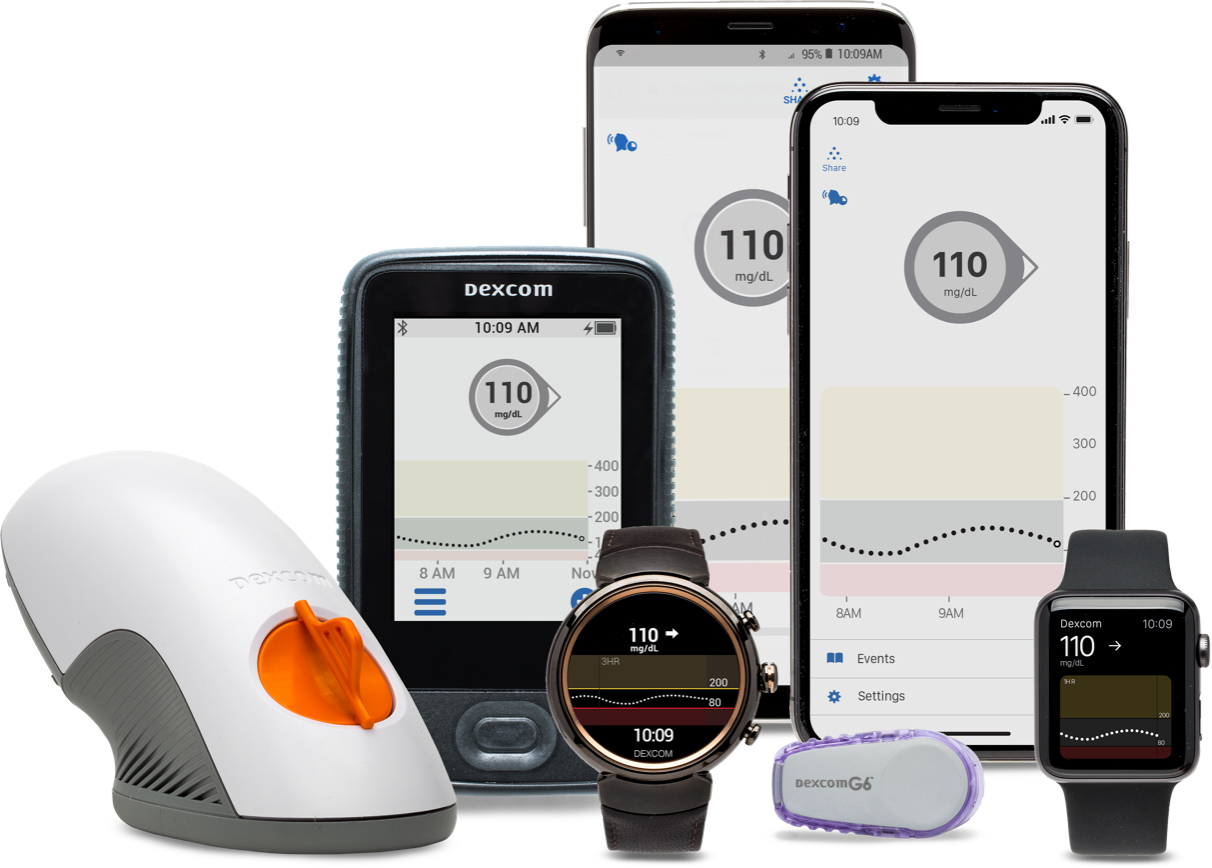 95% 10:09AM
SHA
110
mg/dL
10:09
Share
110
mg/dL
400
300
200
8AM
9AM
Events
Settings
Dexcom
10:09 AM
110
mg/dL
400
300
200
8 AM
9 AM
Nov
Dexcom
110
mg/dL
3HR
200
80
10:09
DEXCOM
AM
Dexcom G6
Dexcom
10:09
110
mg/dL
1HR
200
80